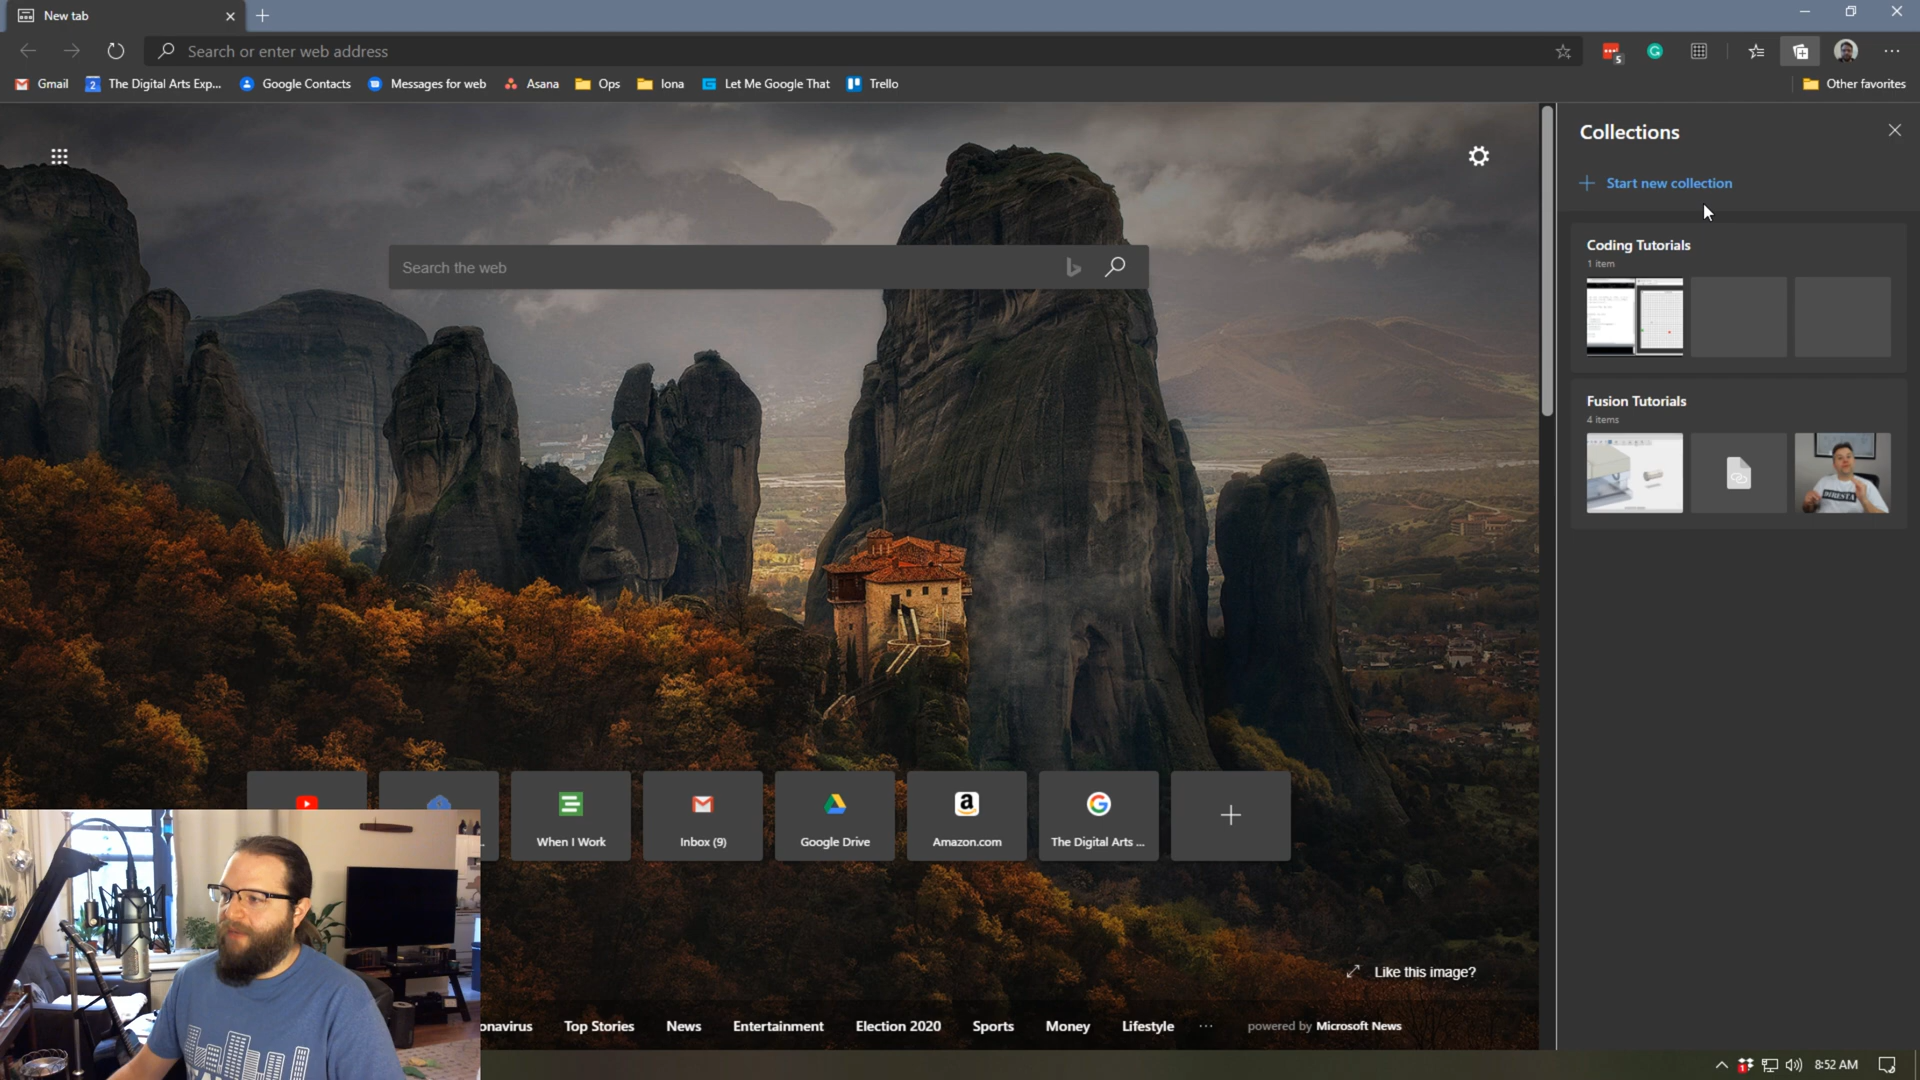 New tab
Search or enter web address
5
Gmail
2
The Digital Arts Exp...
Google Contacts
Messages for web
Asana
Ops
Iona
Let Me Google That
Trello
Other favorites
Collections
Start new collection
Search the web
Coding Tutorials
1 item
Fusion Tutorials
4 items
DIRESTA
When I Work
Inbox (9)
Google Drive
Amazon.com
The Digital Arts ...
Like this image?
onavirus
Top Stories
News
Entertainment
Election 2020
Sports
Money
Lifestyle
powered by Microsoft News
8:52 AM